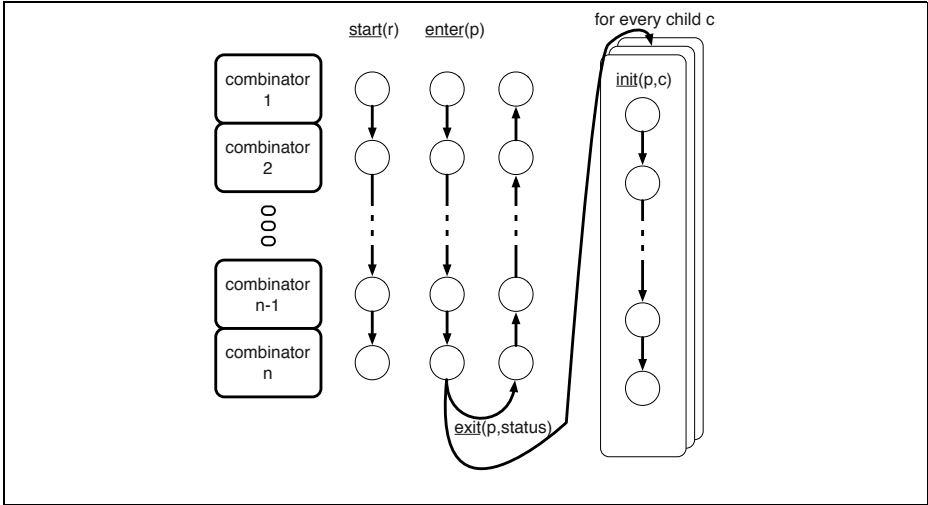 for every child c
start(r)
enter(p)
combinator
1
init(p,c)
combinator
2
combinator
n-1
combinator
n
exit(p,status)